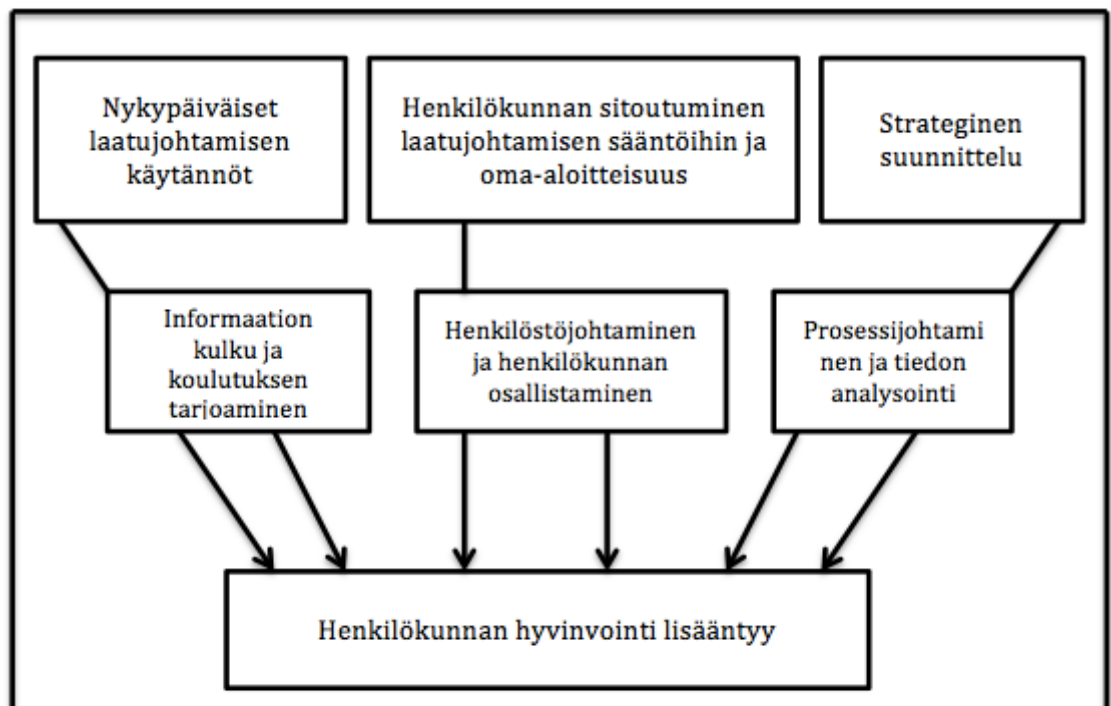 Nykypäiväiset
laatujohtamisen
käytännöt
Henkilökunnan sitoutuminen
laatujohtamisen sääntöihin ja
oma-aloitteisuus
Strateginen
suunnittelu
Informaation
kulku ja
koulutuksen
tarjoaminen
Henkilöstöjohtaminen
ja henkilökunnan
osallistaminen
Prosessijohtami
nen ja tiedon
analysointi
Henkilökunnan hyvinvointi lisääntyy